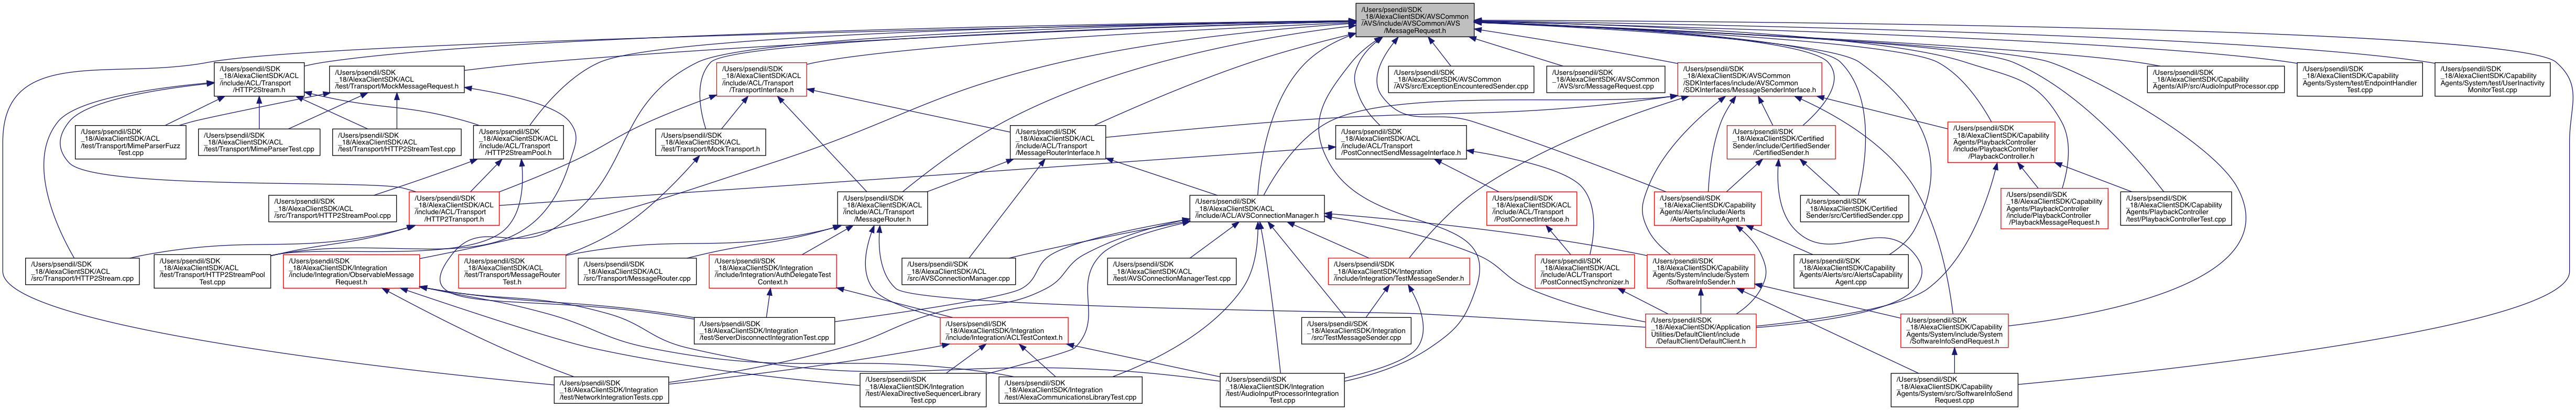 /Users/psendil/SDK
_18/AlexaClientSDK/AVSCommon
/AVS/include/AVSCommon/AVS
/MessageRequest.h
/Users/psendil/SDK
_18/AlexaClientSDK/ACL
/include/ACL/Transport
/HTTP2Stream.h
/Users/psendil/SDK
_18/AlexaClientSDK/ACL
/test/Transport/MockMessageRequest.h
/Users/psendil/SDK
_18/AlexaClientSDK/ACL
/include/ACL/Transport
/TransportInterface.h
/Users/psendil/SDK
_18/AlexaClientSDK/AVSCommon
/AVS/src/ExceptionEncounteredSender.cpp
/Users/psendil/SDK
_18/AlexaClientSDK/AVSCommon
/AVS/src/MessageRequest.cpp
/Users/psendil/SDK
_18/AlexaClientSDK/AVSCommon
/SDKInterfaces/include/AVSCommon
/SDKInterfaces/MessageSenderInterface.h
/Users/psendil/SDK
_18/AlexaClientSDK/Capability
Agents/AIP/src/AudioInputProcessor.cpp
/Users/psendil/SDK
_18/AlexaClientSDK/Capability
Agents/System/test/EndpointHandler
Test.cpp
/Users/psendil/SDK
_18/AlexaClientSDK/Capability
Agents/System/test/UserInactivity
MonitorTest.cpp
/Users/psendil/SDK
_18/AlexaClientSDK/ACL
/test/Transport/MimeParserFuzz
Test.cpp
/Users/psendil/SDK
_18/AlexaClientSDK/ACL
/test/Transport/MimeParserTest.cpp
/Users/psendil/SDK
_18/AlexaClientSDK/ACL
/test/Transport/HTTP2StreamTest.cpp
/Users/psendil/SDK
_18/AlexaClientSDK/ACL
/include/ACL/Transport
/HTTP2StreamPool.h
/Users/psendil/SDK
_18/AlexaClientSDK/ACL
/test/Transport/MockTransport.h
/Users/psendil/SDK
_18/AlexaClientSDK/ACL
/include/ACL/Transport
/MessageRouterInterface.h
/Users/psendil/SDK
_18/AlexaClientSDK/ACL
/include/ACL/Transport
/PostConnectSendMessageInterface.h
/Users/psendil/SDK
_18/AlexaClientSDK/Certified
Sender/include/CertifiedSender
/CertifiedSender.h
/Users/psendil/SDK
_18/AlexaClientSDK/Capability
Agents/PlaybackController
/include/PlaybackController
/PlaybackController.h
/Users/psendil/SDK
_18/AlexaClientSDK/ACL
/src/Transport/HTTP2StreamPool.cpp
/Users/psendil/SDK
_18/AlexaClientSDK/ACL
/include/ACL/Transport
/HTTP2Transport.h
/Users/psendil/SDK
_18/AlexaClientSDK/ACL
/include/ACL/Transport
/MessageRouter.h
/Users/psendil/SDK
_18/AlexaClientSDK/ACL
/include/ACL/AVSConnectionManager.h
/Users/psendil/SDK
_18/AlexaClientSDK/ACL
/include/ACL/Transport
/PostConnectInterface.h
/Users/psendil/SDK
_18/AlexaClientSDK/Capability
Agents/Alerts/include/Alerts
/AlertsCapabilityAgent.h
/Users/psendil/SDK
_18/AlexaClientSDK/Certified
Sender/src/CertifiedSender.cpp
/Users/psendil/SDK
_18/AlexaClientSDK/Capability
Agents/PlaybackController
/include/PlaybackController
/PlaybackMessageRequest.h
/Users/psendil/SDK
_18/AlexaClientSDK/Capability
Agents/PlaybackController
/test/PlaybackControllerTest.cpp
/Users/psendil/SDK
_18/AlexaClientSDK/ACL
/src/Transport/HTTP2Stream.cpp
/Users/psendil/SDK
_18/AlexaClientSDK/ACL
/test/Transport/HTTP2StreamPool
Test.cpp
/Users/psendil/SDK
_18/AlexaClientSDK/Integration
/include/Integration/ObservableMessage
Request.h
/Users/psendil/SDK
_18/AlexaClientSDK/ACL
/test/Transport/MessageRouter
Test.h
/Users/psendil/SDK
_18/AlexaClientSDK/ACL
/src/Transport/MessageRouter.cpp
/Users/psendil/SDK
_18/AlexaClientSDK/Integration
/include/Integration/AuthDelegateTest
Context.h
/Users/psendil/SDK
_18/AlexaClientSDK/ACL
/src/AVSConnectionManager.cpp
/Users/psendil/SDK
_18/AlexaClientSDK/ACL
/test/AVSConnectionManagerTest.cpp
/Users/psendil/SDK
_18/AlexaClientSDK/Integration
/include/Integration/TestMessageSender.h
/Users/psendil/SDK
_18/AlexaClientSDK/ACL
/include/ACL/Transport
/PostConnectSynchronizer.h
/Users/psendil/SDK
_18/AlexaClientSDK/Capability
Agents/System/include/System
/SoftwareInfoSender.h
/Users/psendil/SDK
_18/AlexaClientSDK/Capability
Agents/Alerts/src/AlertsCapability
Agent.cpp
/Users/psendil/SDK
_18/AlexaClientSDK/Integration
/test/ServerDisconnectIntegrationTest.cpp
/Users/psendil/SDK
_18/AlexaClientSDK/Integration
/include/Integration/ACLTestContext.h
/Users/psendil/SDK
_18/AlexaClientSDK/Integration
/src/TestMessageSender.cpp
/Users/psendil/SDK
_18/AlexaClientSDK/Application
Utilities/DefaultClient/include
/DefaultClient/DefaultClient.h
/Users/psendil/SDK
_18/AlexaClientSDK/Capability
Agents/System/include/System
/SoftwareInfoSendRequest.h
/Users/psendil/SDK
_18/AlexaClientSDK/Integration
/test/NetworkIntegrationTests.cpp
/Users/psendil/SDK
_18/AlexaClientSDK/Integration
/test/AlexaDirectiveSequencerLibrary
Test.cpp
/Users/psendil/SDK
_18/AlexaClientSDK/Integration
/test/AlexaCommunicationsLibraryTest.cpp
/Users/psendil/SDK
_18/AlexaClientSDK/Integration
/test/AudioInputProcessorIntegration
Test.cpp
/Users/psendil/SDK
_18/AlexaClientSDK/Capability
Agents/System/src/SoftwareInfoSend
Request.cpp